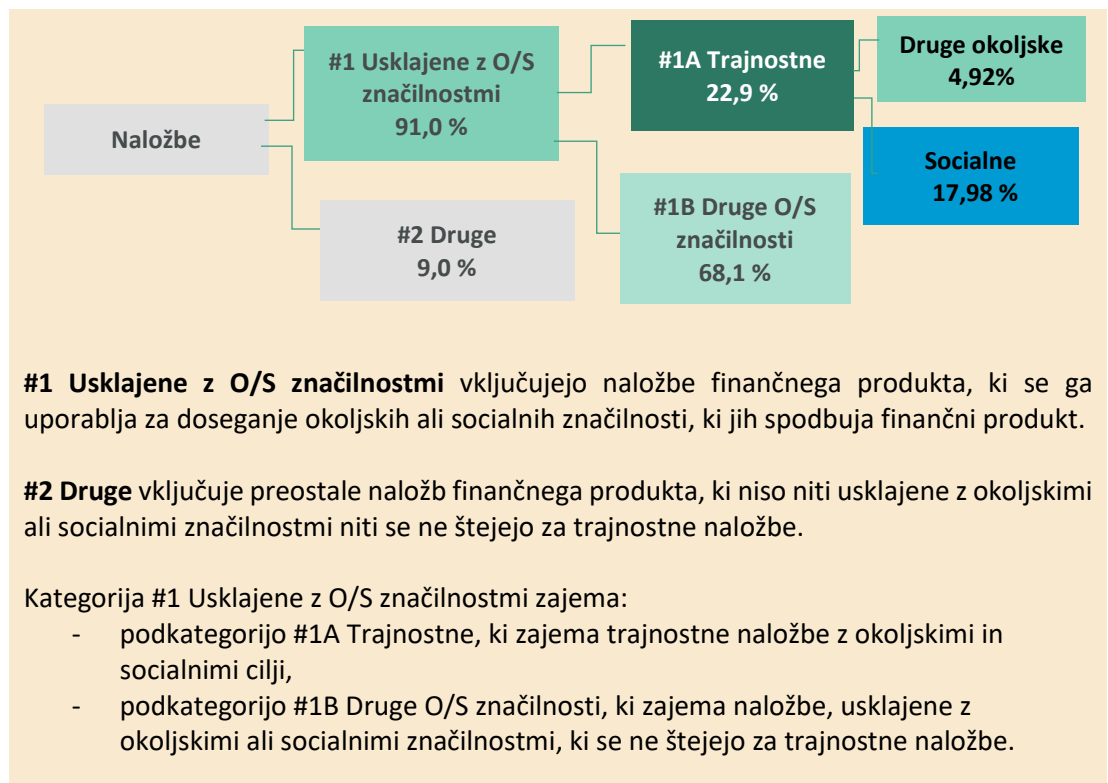 Naložbe
#1 Usklajene z O/S
značilnostmi
91,0 %
#2 Druge
9,0 %
#1A Trajnostne
22,9 %
#1B Druge O/S
značilnosti
68,1 %
Druge okoljske
4,92%
Socialne
17,98 %
#1 Usklajene z O/S značilnostmi vključujejo naložbe finančnega produkta, ki se ga
uporablja za doseganje okoljskih ali socialnih značilnosti, ki jih spodbuja finančni produkt.
#2 Druge vključuje preostale naložb finančnega produkta, ki niso niti usklajene z okoljskimi
ali socialnimi značilnostmi niti se ne štejejo za trajnostne naložbe.
Kategorija #1 Usklajene z O/S značilnostmi zajema:
- podkategorijo #1A Trajnostne, ki zajema trajnostne naložbe z okoljskimi in
socialnimi cilji,
- podkategorijo #1B Druge O/S značilnosti, ki zajema naložbe, usklajene z
okoljskimi ali socialnimi značilnostmi, ki se ne štejejo za trajnostne naložbe.